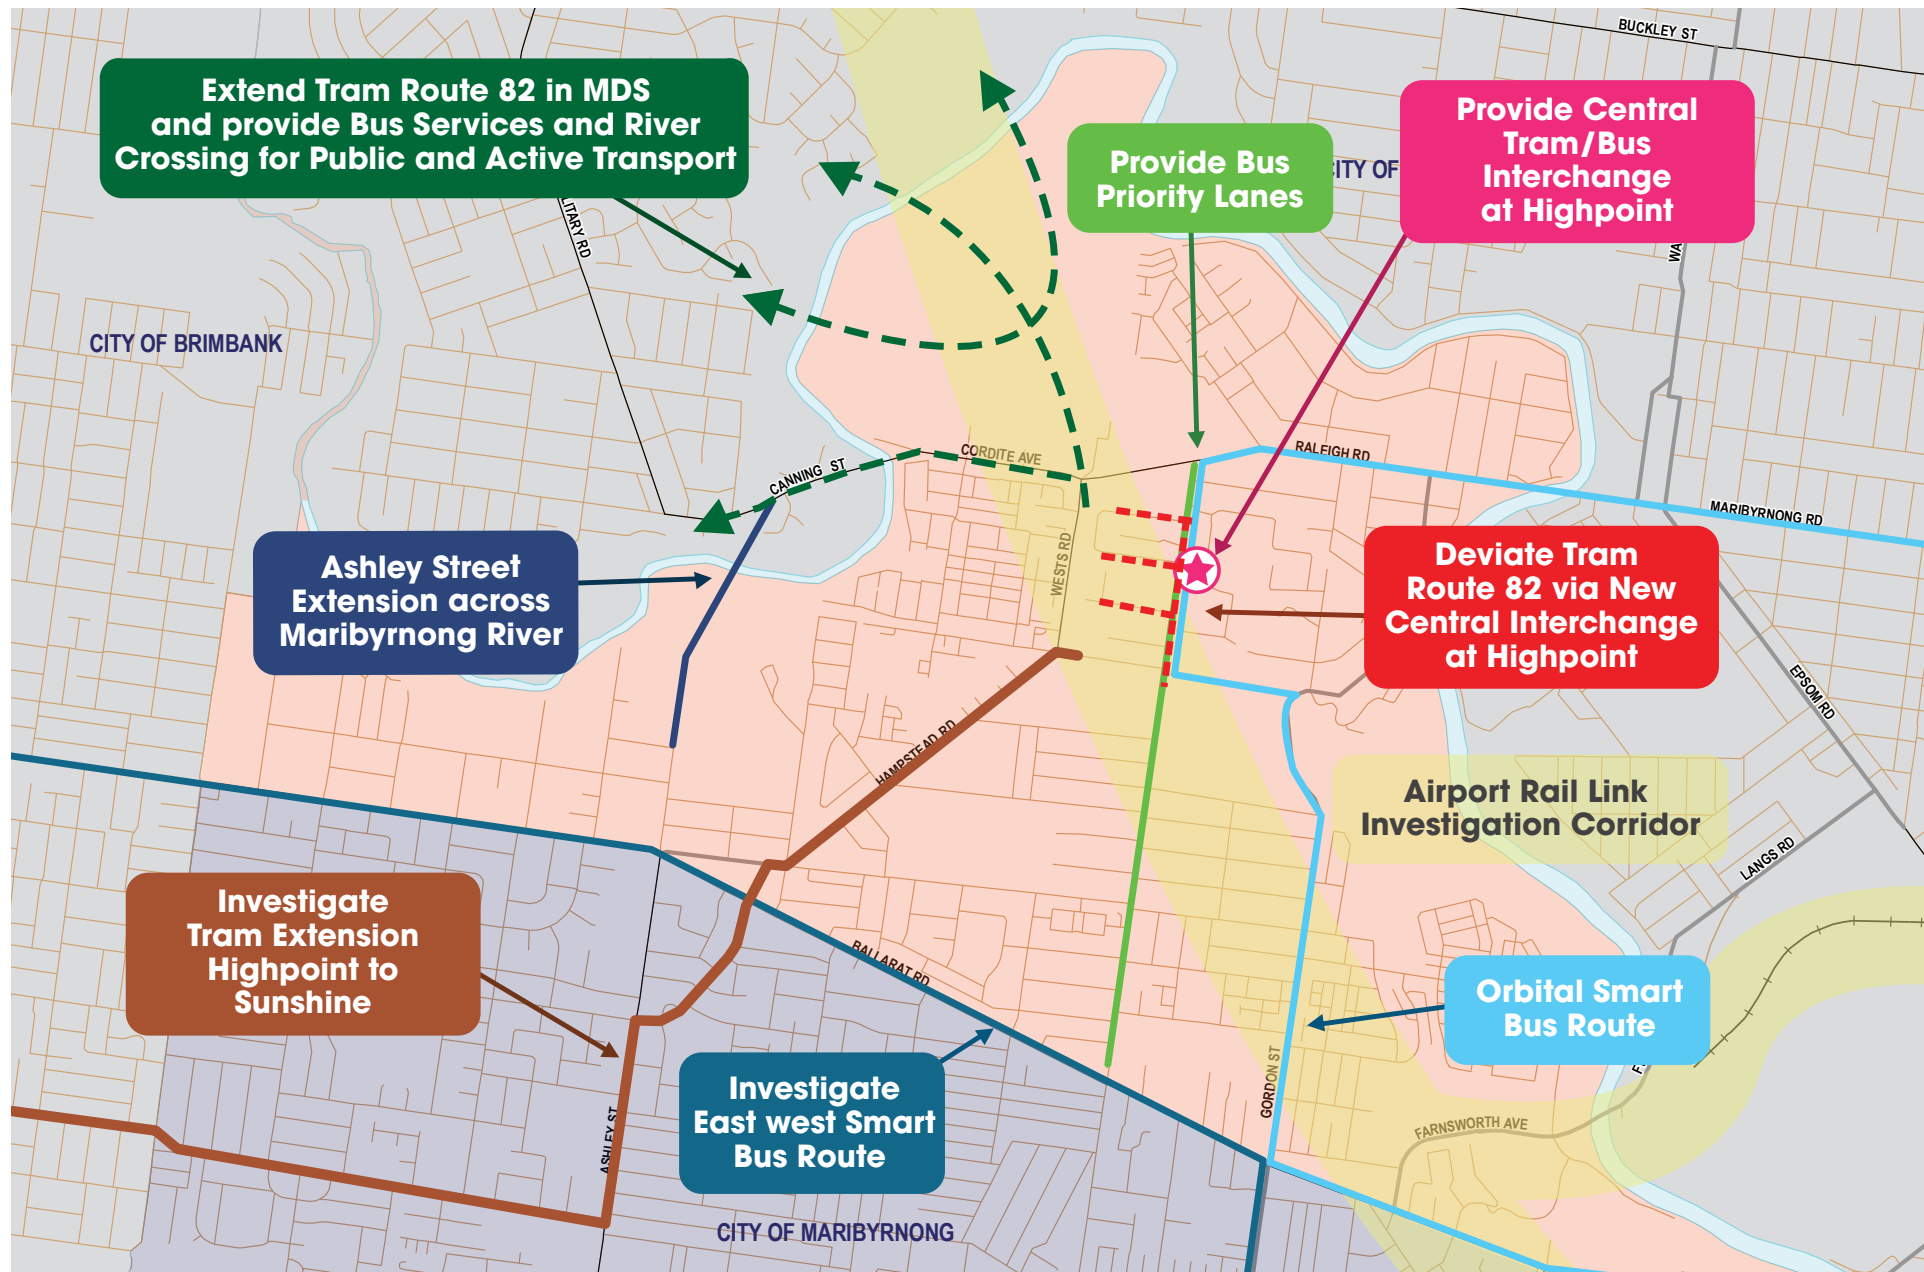 BUCKLEY ST
Extend Tram Route 82 in MDS
and provide Bus Services and River
Crossing for Public and Active Transport
Provide Central
Tram/Bus
Interchange
at Highpoint
Provide Bus
Priority Lanes
CITY OF
LITARY RD
WA
CITY OF BRIMBANK
CORDITE AVE
RALEIGH RD
CANNING ST
MARIBYRNONG RD
WESTS RD
Ashley Street
Extension across
Maribyrnong River
Deviate Tram
Route 82 via New
Central Interchange
at Highpoint
EPSOM RD
HAMPSTEAD RD
Airport Rail Link
Investigation Corridor
LANGS RD
Investigate
Tram Extension
Highpoint to
Sunshine
BALLARAT RD
Orbital Smart
Bus Route
F
GORDON ST
Investigate
East west Smart
Bus Route
ASHLEY ST
FARNSWORTH AVE
CITY OF MARIBYRNONG